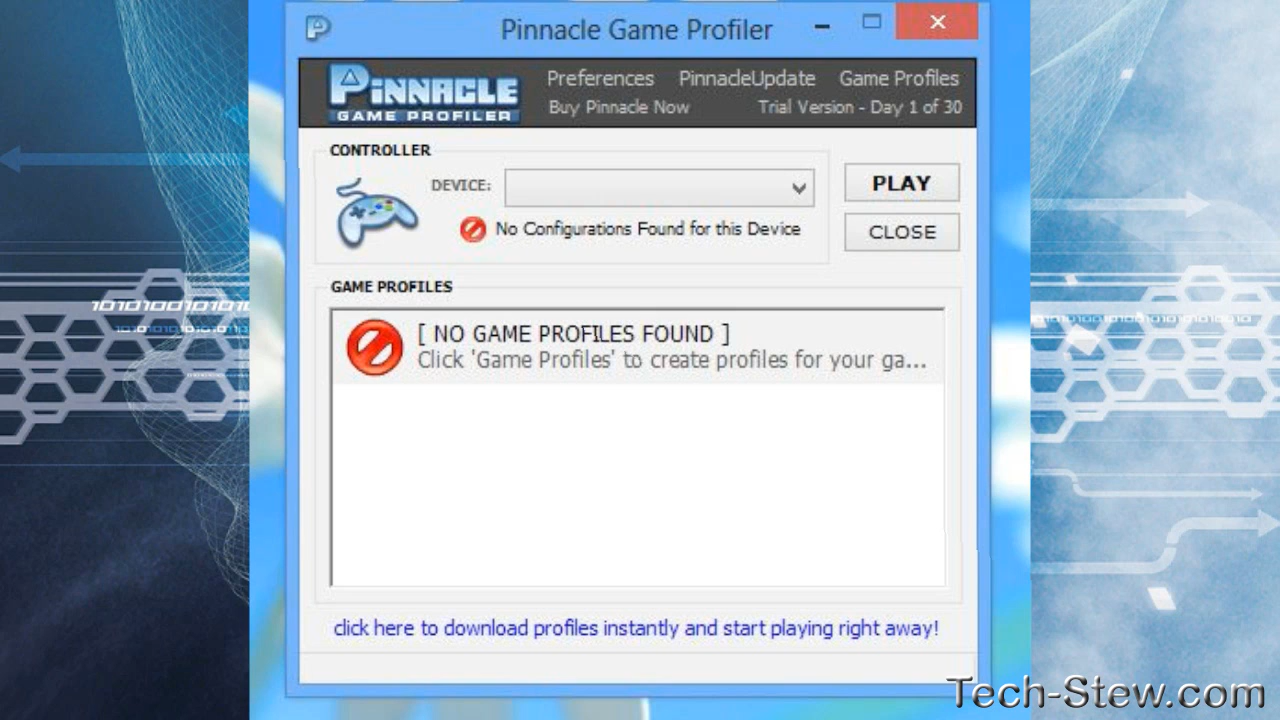 Pinnacle Game Profiler
PINNACLE
GAME PROFILER
Preferences PinnacleUpdate Game Profiles
Buy Pinnacle Now Trial Version - Day 1 of 30
CONTROLLER
DEVICE:
No Configurations Found for this Device
PLAY
CLOSE
GAME PROFILES
[ NO GAME PROFILES FOUND ]
Click 'Game Profiles' to create profiles for your ga...
click here to download profiles instantly and start playing right away!
Tech-Stew.com